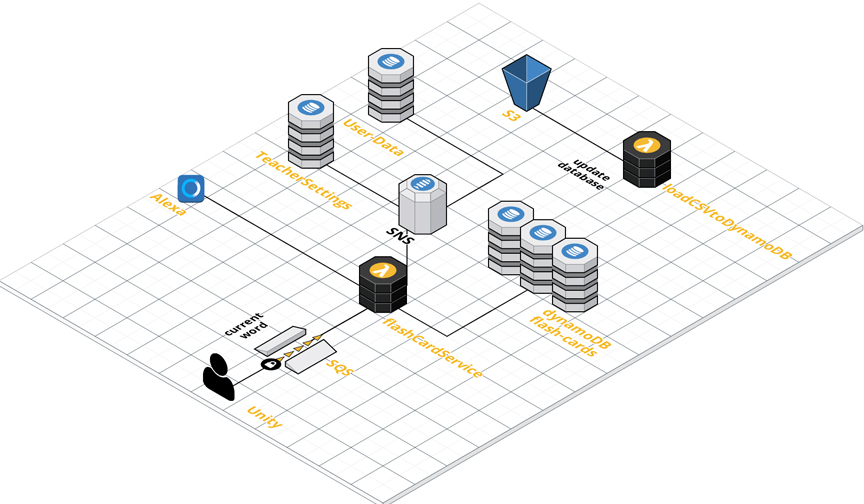 User-Data
S3
TeacherSettings
update
database
loadCSVtoDynamoDB
Alexa
SNS
current
word
dynamoDB
flash-cards
flashCardService
SQS
Unity